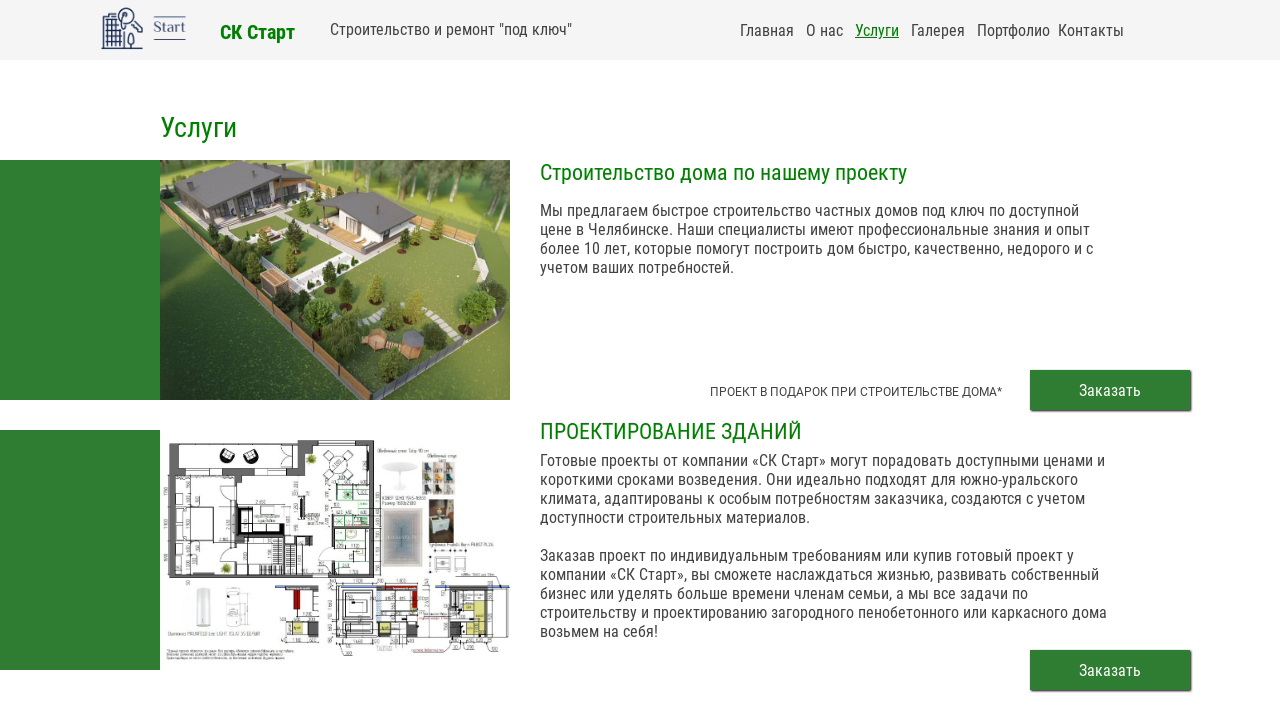 Start
СК Старт
Строительство и ремонт "под ключ"
Главная О нас Услуги Галерея Портфолио Контакты
Услуги
Строительство дома по нашему проекту
Мы предлагаем быстрое строительство частных домов под ключ по доступной
цене в Челябинске. Наши специалисты имеют профессиональные знания и опыт
более 10 лет, которые помогут построить дом быстро, качественно, недорого и с
учетом ваших потребностей.
ПРОЕКТ В ПОДАРОК ПРИ СТРОИТЕЛЬСТВЕ ДОМА*
Заказать
ПРОЕКТИРОВАНИЕ ЗДАНИЙ
Готовые проекты от компании «СК Старт» могут порадовать доступными ценами и
короткими сроками возведения. Они идеально подходят для южно-уральского
климата, адаптированы к особым потребностям заказчика, создаются с учетом
доступности строительных материалов.
Заказав проект по индивидуальным требованиям или купив готовый проект у
компании «СК Старт», вы сможете наслаждаться жизнью, развивать собственный
бизнес или уделять больше времени членам семьи, а мы все задачи по
строительству и проектированию загородного пенобетонного или каркасного дома
возьмем на себя!
Заказать